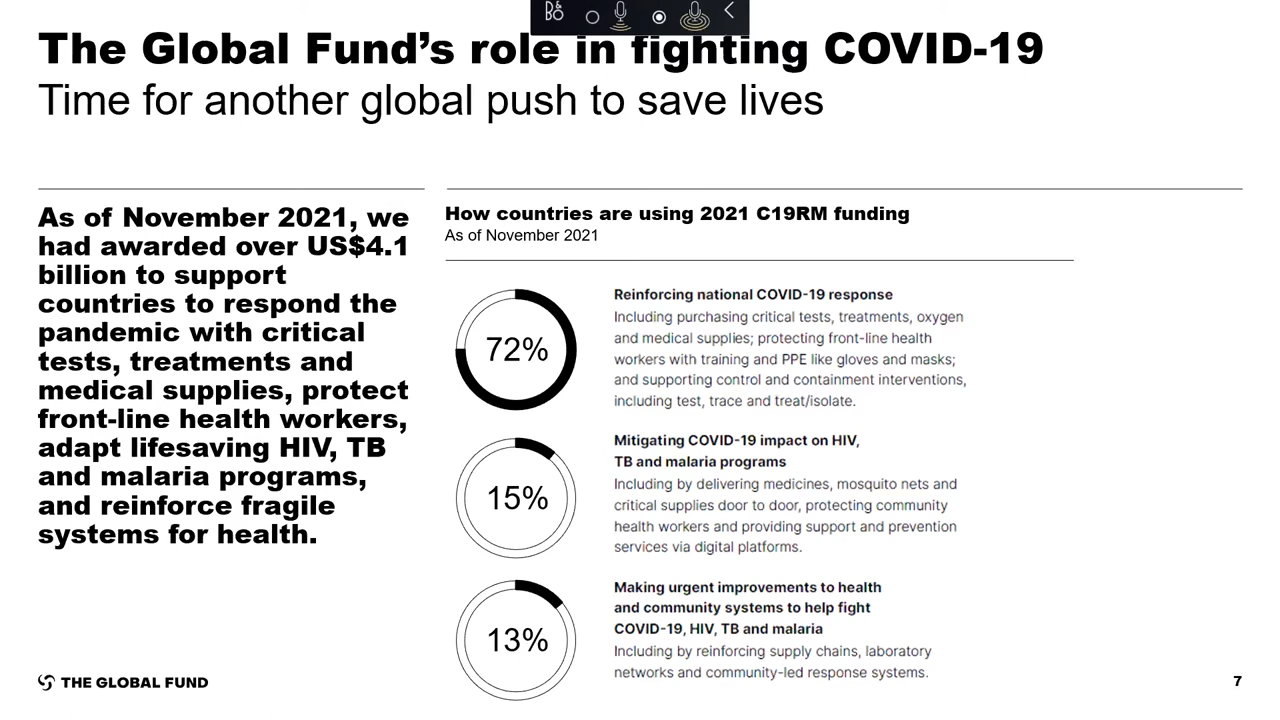 The Global Fund's role in fighting COVID-19
Time for another global push to save lives
As of November 2021, we
had awarded over US$4.1
billion to support
countries to respond the
pandemic with critical
tests, treatments and
medical supplies, protect
front-line health workers,
adapt lifesaving HIV, TB
and malaria programs,
and reinforce fragile
systems for health.
How countries are using 2021 C19RM funding
As of November 2021
72%
Reinforcing national COVID-19 response
Including purchasing critical tests, treatments, oxygen
and medical supplies; protecting front-line health
workers with training and PPE like gloves and masks;
and supporting control and containment interventions,
including test, trace and treat/isolate.
15%
Mitigating COVID-19 impact on HIV,
TB and malaria programs
Including by delivering medicines, mosquito nets and
critical supplies door to door, protecting community
health workers and providing support and prevention
services via digital platforms.
13%
Making urgent improvements to health
and community systems to help fight
COVID-19, HIV, TB and malaria
Including by reinforcing supply chains, laboratory
networks and community-led response systems.
THE GLOBAL FUND
7